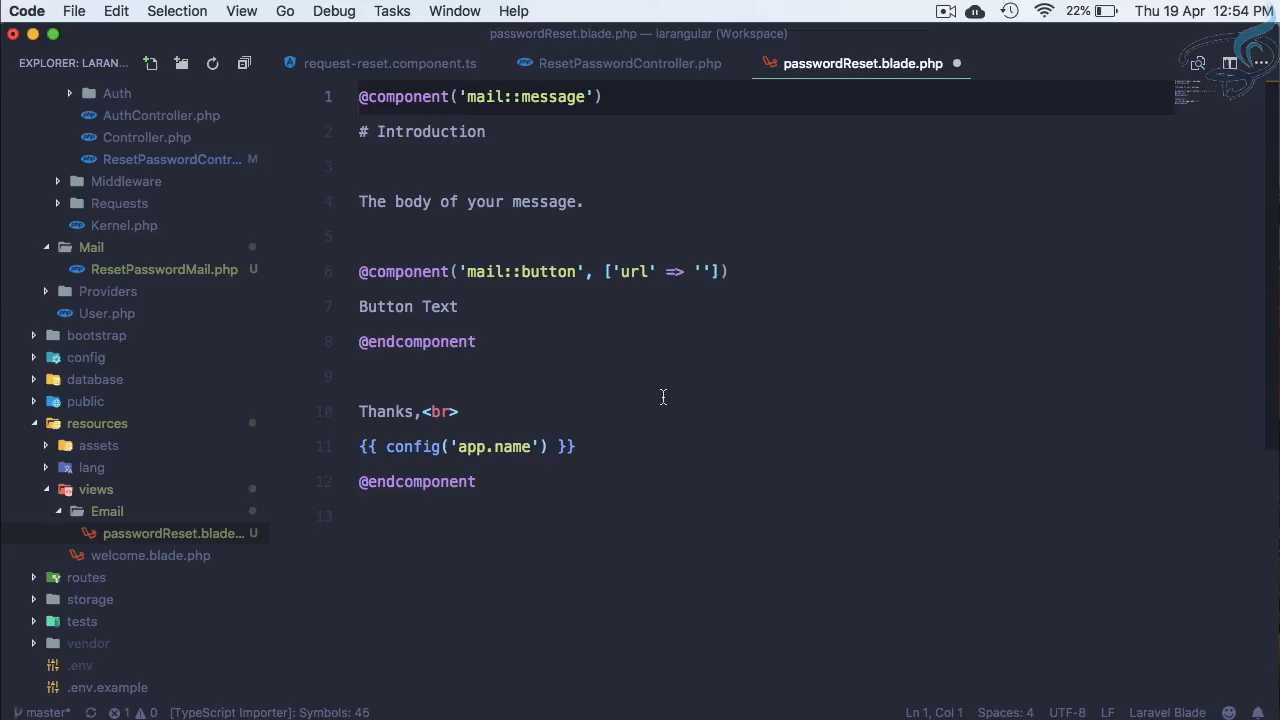 Code File Edit Selection View Go Debug Tasks Window Help 22% Thu 19 Apr 12:54 PM
passwordReset.blade.php — larangular (Workspace)
EXPLORER: LARAN...
request-reset.component.ts ResetPasswordController.php passwordReset.blade.php
Auth
AuthController.php
Controller.php
ResetPasswordContr... M
Middleware
Requests
Kernel.php
Mail
ResetPasswordMail.php U
Providers
User.php
bootstrap
config
database
public
resources
assets
lang
views
Email
passwordReset.blade... U
welcome.blade.php
routes
storage
tests
vendor
.env
.env.example
1 @component('mail::message')
2 # Introduction
3
4 The body of your message.
5
6 @component('mail::button', ['url' => ''])
7 Button Text
8 @endcomponent
9
10 Thanks,<br>
11 {{ config('app.name') }}
12 @endcomponent
13
master* 1 0 [TypeScript Importer]: Symbols: 45 Ln 1, Col 1 Spaces: 4 UTF-8 LF Laravel Blade